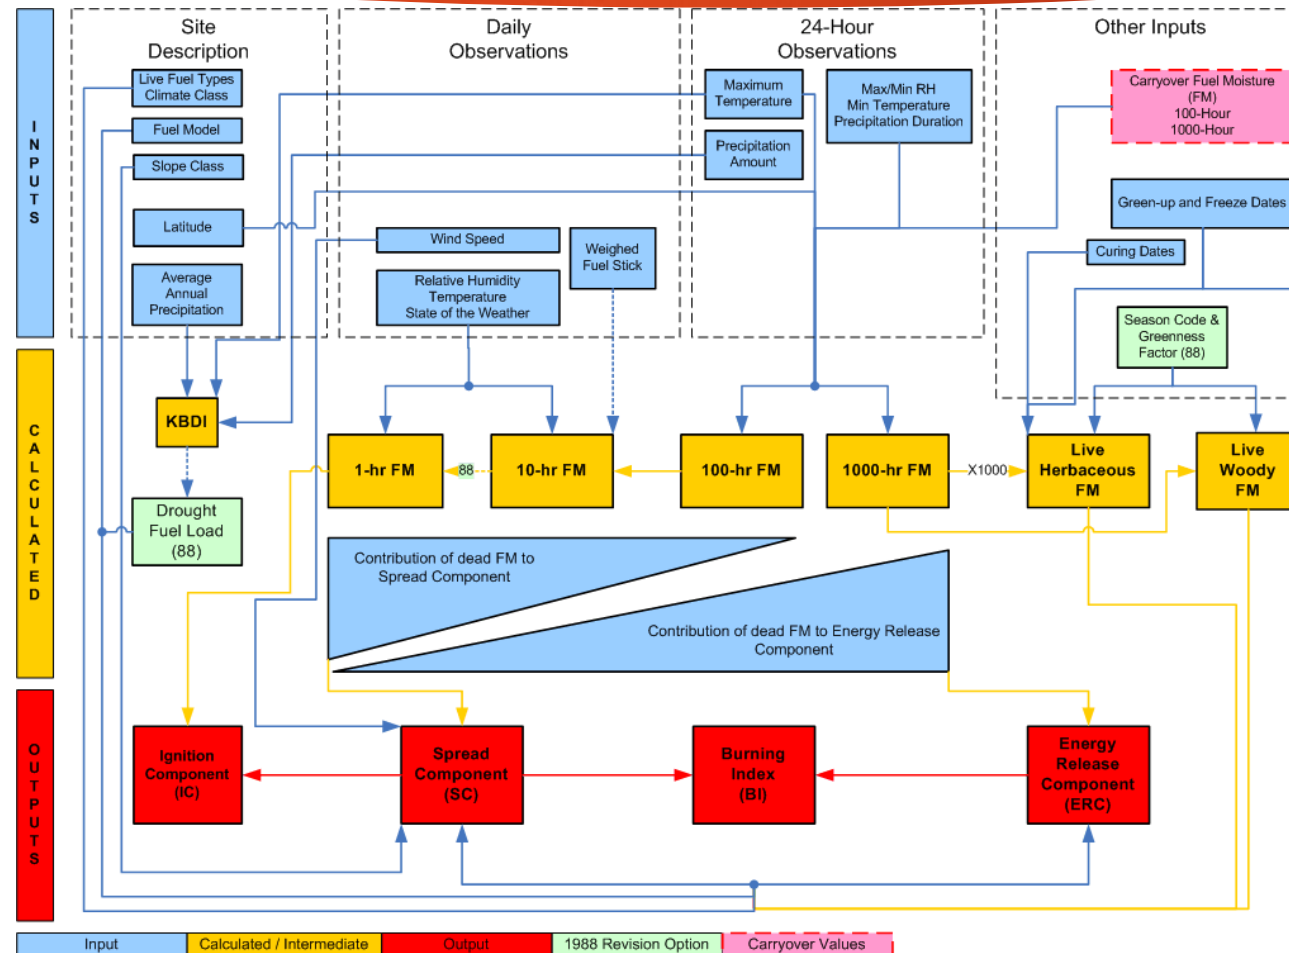 Site
Description
Daily
Observations
24-Hour
Observations
Other Inputs
INPUTS
Live Fuel Types
Climate Class
Fuel Model
Slope Class
Latitude
Average
Annual
Precipitation
Wind Speed
Relative Humidity
Temperature
State of the Weather
Weighed
Fuel Stick
Maximum
Temperature
Precipitation
Amount
Max/Min RH
Min Temperature
Precipitation Duration
Carryover Fuel Moisture
(FM)
100-Hour
1000-Hour
Green-up and Freeze Dates
Curing Dates
Season Code &
Greenness
Factor (88)
CALCULATED
KBDI
Drought
Fuel Load
(88)
1-hr FM
88
10-hr FM
100-hr FM
1000-hr FM
X1000
Live
Herbaceous
FM
Live
Woody
FM
Contribution of dead FM to
Spread Component
Contribution of dead FM to Energy Release
Component
OUTPUTS
Ignition
Component
(IC)
Spread
Component
(SC)
Burning
Index
(BI)
Energy
Release
Component
(ERC)
Input
Calculated / Intermediate
Output
1988 Revision Option
Carryover Values